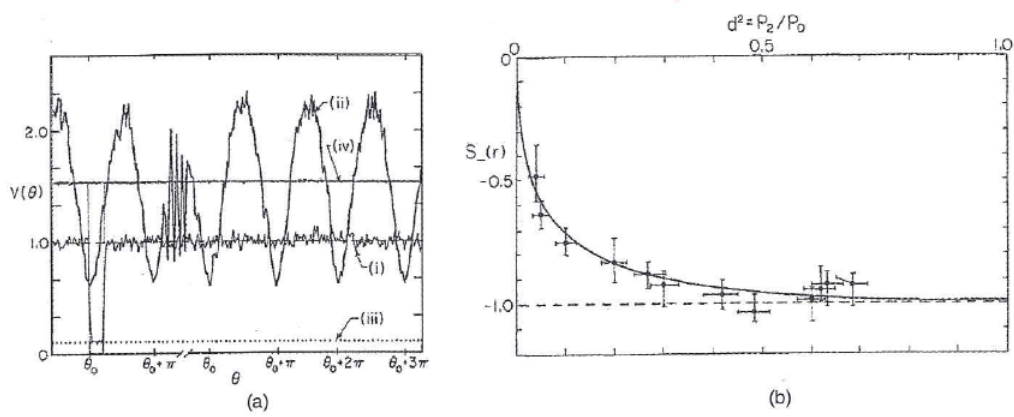 V(θ)
2.0
1.0
0
(ii)
(iv)
(i)
(iii)
θ₀
θ₀+π
θ₀
θ₀+π
θ₀+2π
θ₀+3π
θ
(a)
d² = P₂/P₀
0
0.5
1.0
0
S_(r)
-0.5
-1.0
(b)